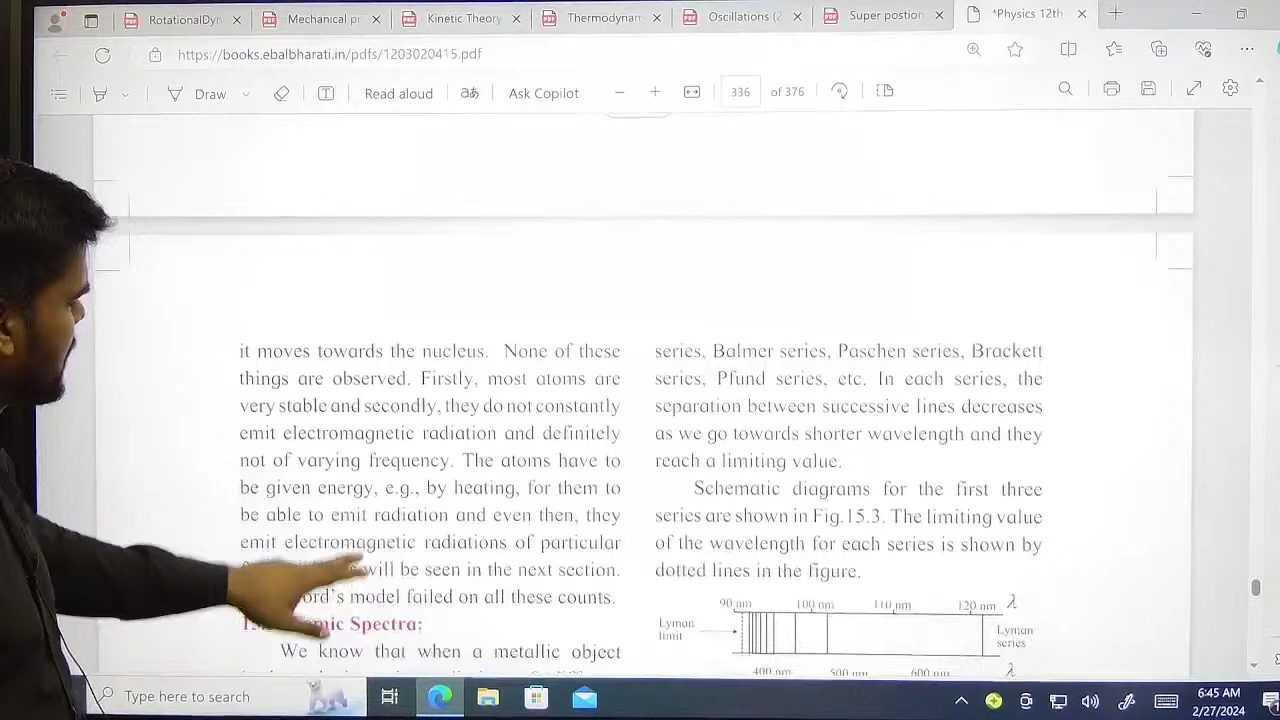 RotationalDyn
Mechanical pr
Kinetic Theory
Thermodynan
Oscillations (2
Super postion
*Physics 12th
https://books.ebalbharati.in/pdfs/1203020415.pdf
Draw
Read aloud
Ask Copilot
336
of 376
it moves towards the nucleus. None of these
things are observed. Firstly, most atoms are
very stable and secondly, they do not constantly
emit electromagnetic radiation and definitely
not of varying frequency. The atoms have to
be given energy, e.g., by heating, for them to
be able to emit radiation and even then, they
emit electromagnetic radiations of particular
will be seen in the next section.
ord's model failed on all these counts.
mic Spectra:
We know that when a metallic object
series, Balmer series, Paschen series, Brackett
series, Pfund series, etc. In each series, the
separation between successive lines decreases
as we go towards shorter wavelength and they
reach a limiting value.
Schematic diagrams for the first three
series are shown in Fig.15.3. The limiting value
of the wavelength for each series is shown by
dotted lines in the figure.
90 nm 100 nm 110 nm 120 nm λ
Lyman limit
Lyman series
400 nm 500 nm 600 nm λ
Type here to search
6:45 AM
2/27/2024